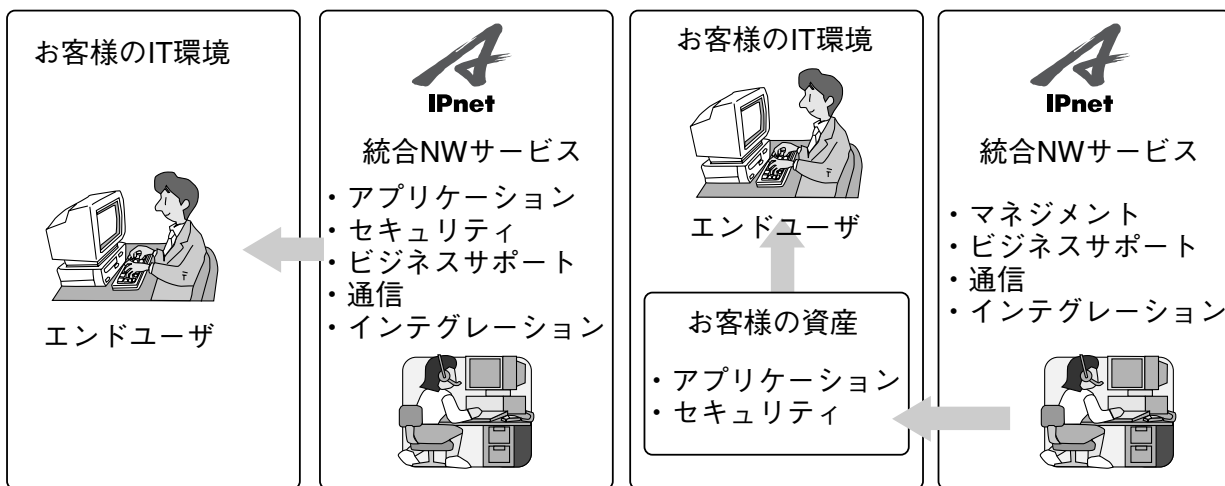 お客様のIT環境
エンドユーザ
IPnet
統合NWサービス
・アプリケーション
・セキュリティ
・ビジネスサポート
・通信
・インテグレーション
お客様のIT環境
エンドユーザ
お客様の資産
・アプリケーション
・セキュリティ
IPnet
統合NWサービス
・マネジメント
・ビジネスサポート
・通信
・インテグレーション